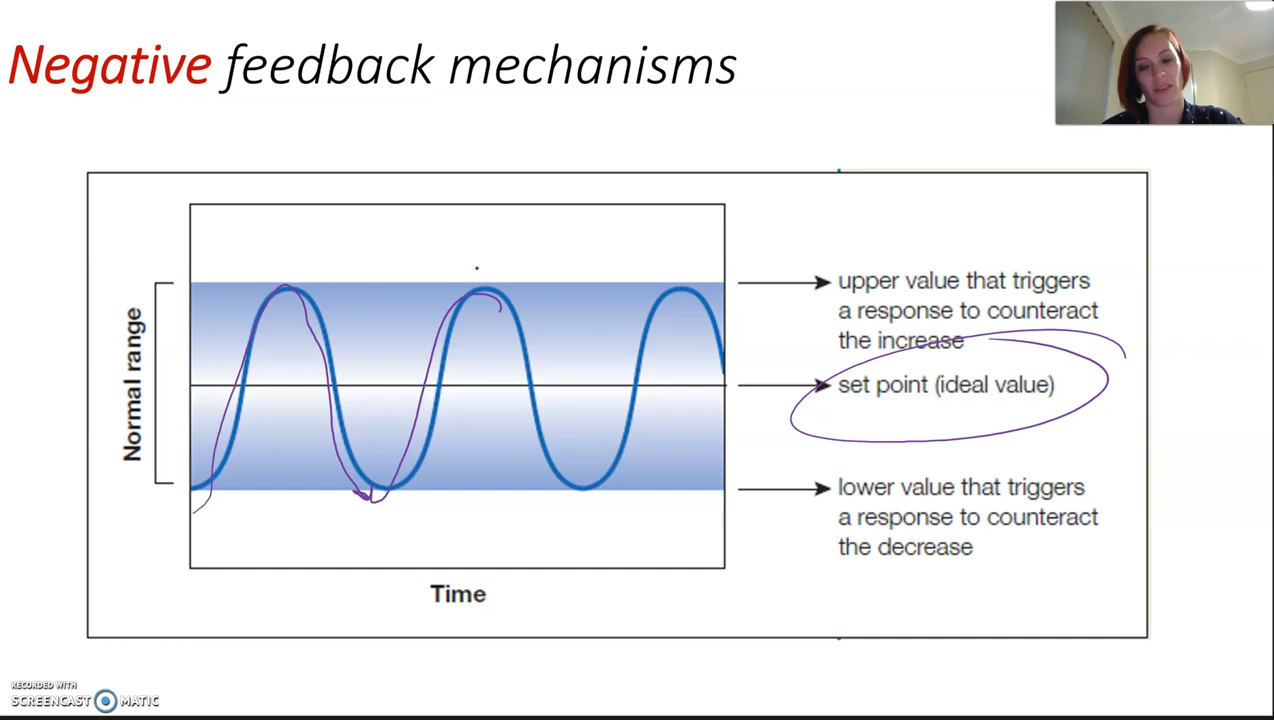 Negative feedback mechanisms
Normal range
upper value that triggers
a response to counteract
the increase
set point (ideal value)
lower value that triggers
a response to counteract
the decrease
Time
RECORDED WITH
SCREENCAST MATIC